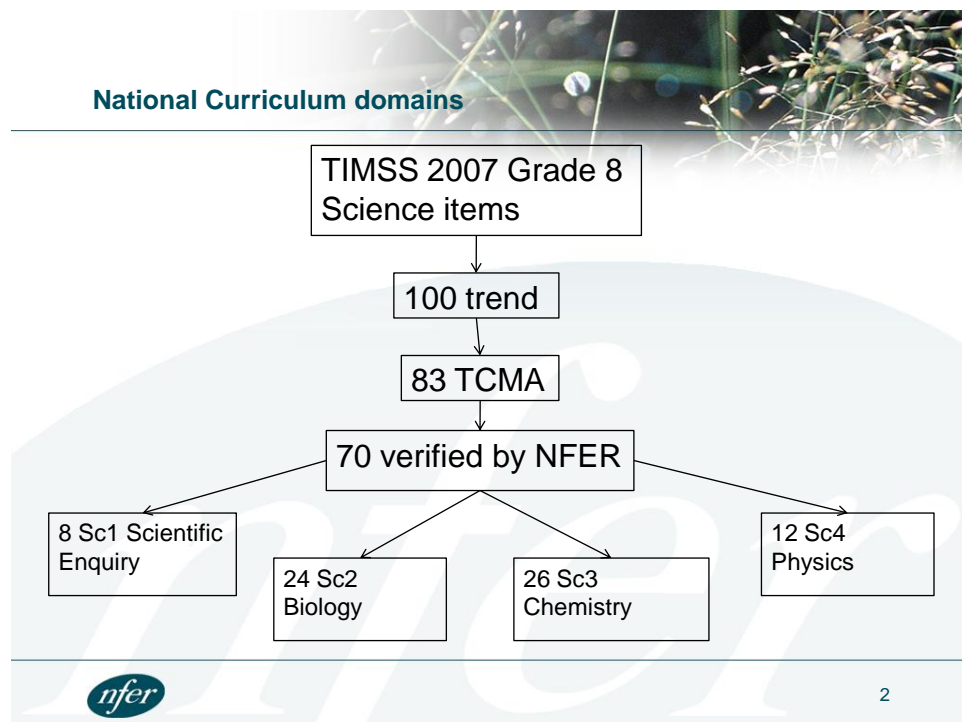 National Curriculum domains
TIMSS 2007 Grade 8
Science items
100 trend
83 TCMA
70 verified by NFER
8 Sc1 Scientific
Enquiry
24 Sc2
Biology
26 Sc3
Chemistry
12 Sc4
Physics
nfer
nfer
2